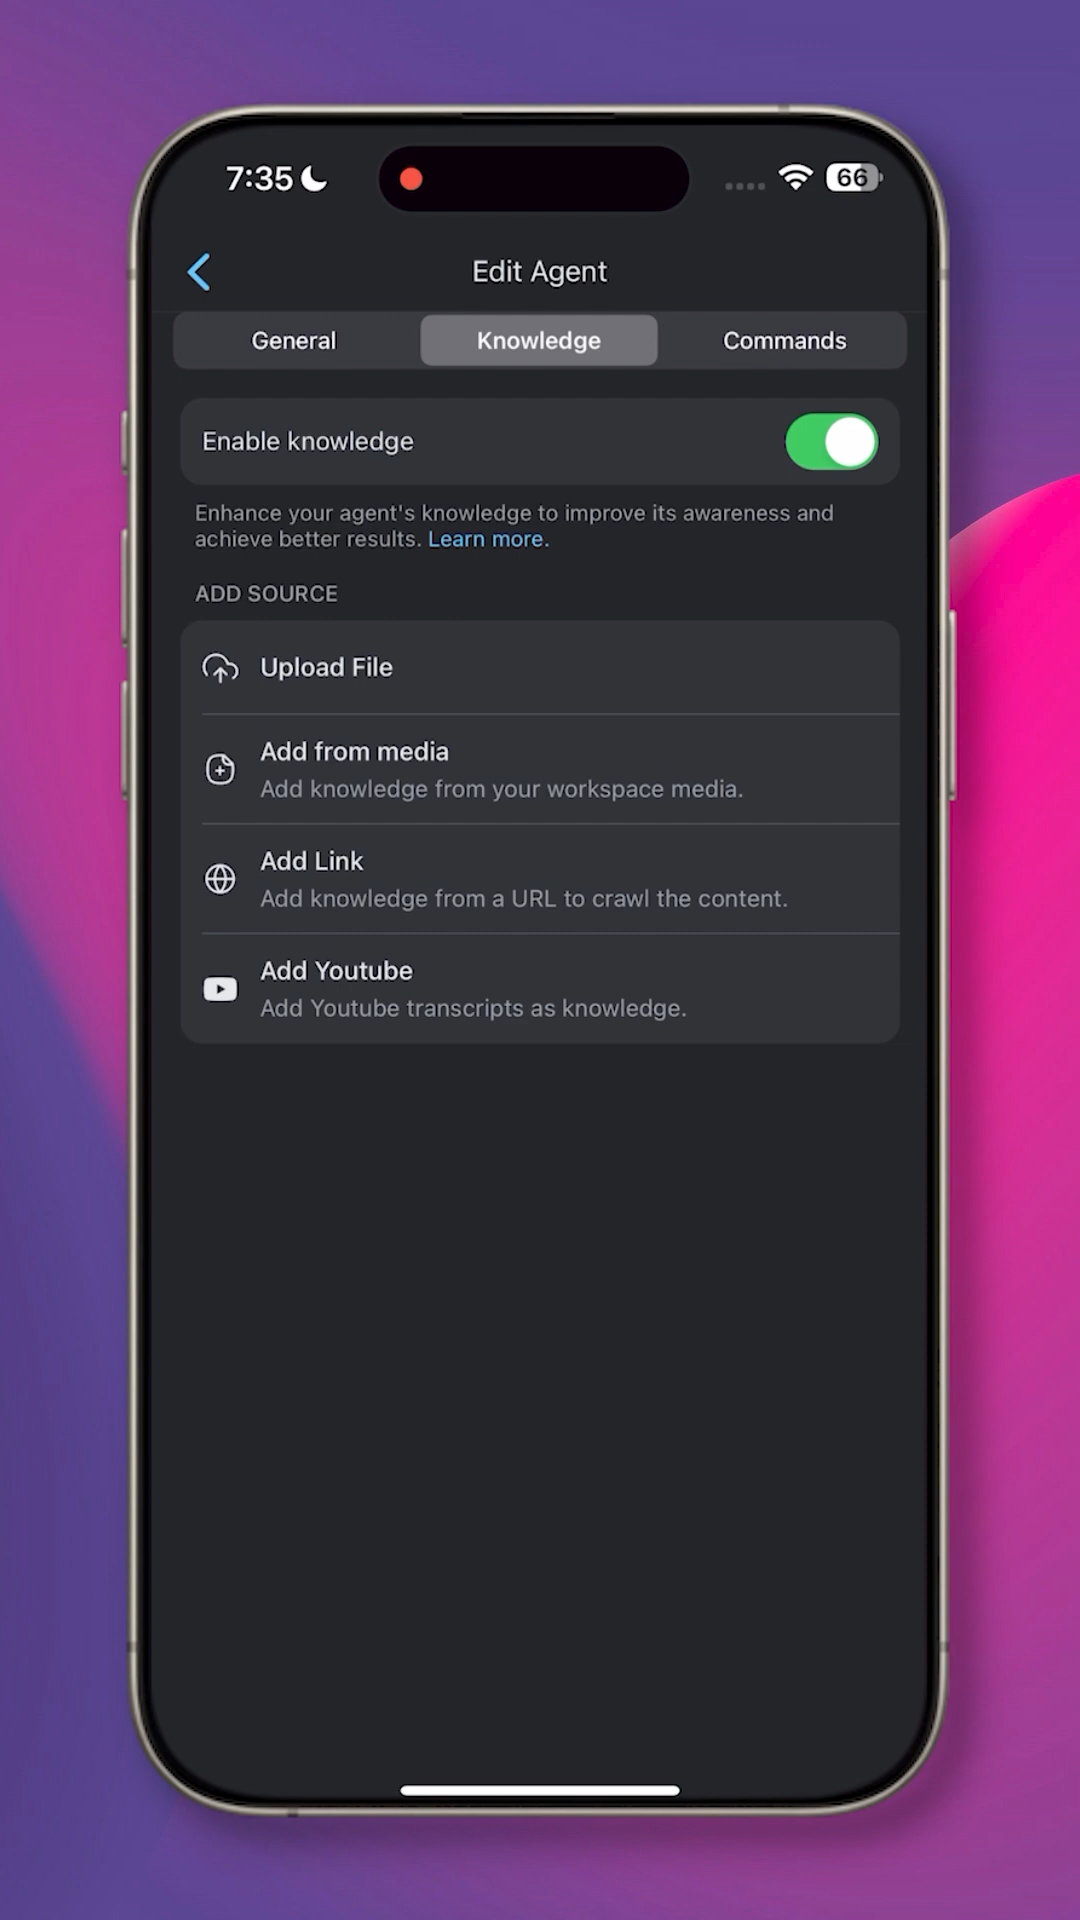 7:35
66
Edit Agent
General
Knowledge
Commands
Enable knowledge
Enhance your agent's knowledge to improve its awareness and
achieve better results. Learn more.
ADD SOURCE
Upload File
Add from media
Add knowledge from your workspace media.
Add Link
Add knowledge from a URL to crawl the content.
Add Youtube
Add Youtube transcripts as knowledge.